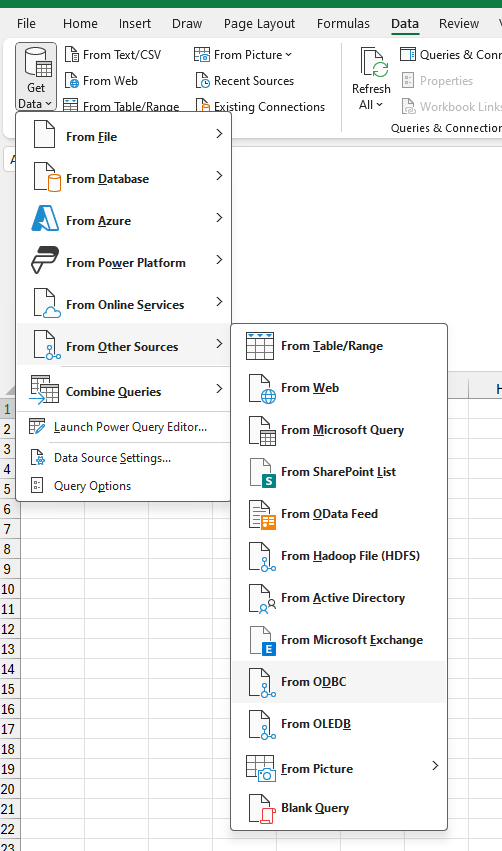 File Home Insert Draw Page Layout Formulas Data Review
Get Data
From Text/CSV
From Web
From Table/Range
From Picture
Recent Sources
Existing Connections
Refresh All
Queries &
Properties
Workbook Links
Queries &
From File
From Database
From Azure
From Power Platform
From Online Services
From Other Sources
Combine Queries
Launch Power Query Editor...
Data Source Settings...
Query Options
From Table/Range
From Web
From Microsoft Query
From SharePoint List
From OData Feed
From Hadoop File (HDFS)
From Active Directory
From Microsoft Exchange
From ODBC
From OLEDB
From Picture
Blank Query
S
E
A
H
1
2
3
4
5
6
7
8
9
10
11
12
13
14
15
16
17
18
19
20
21
22
23